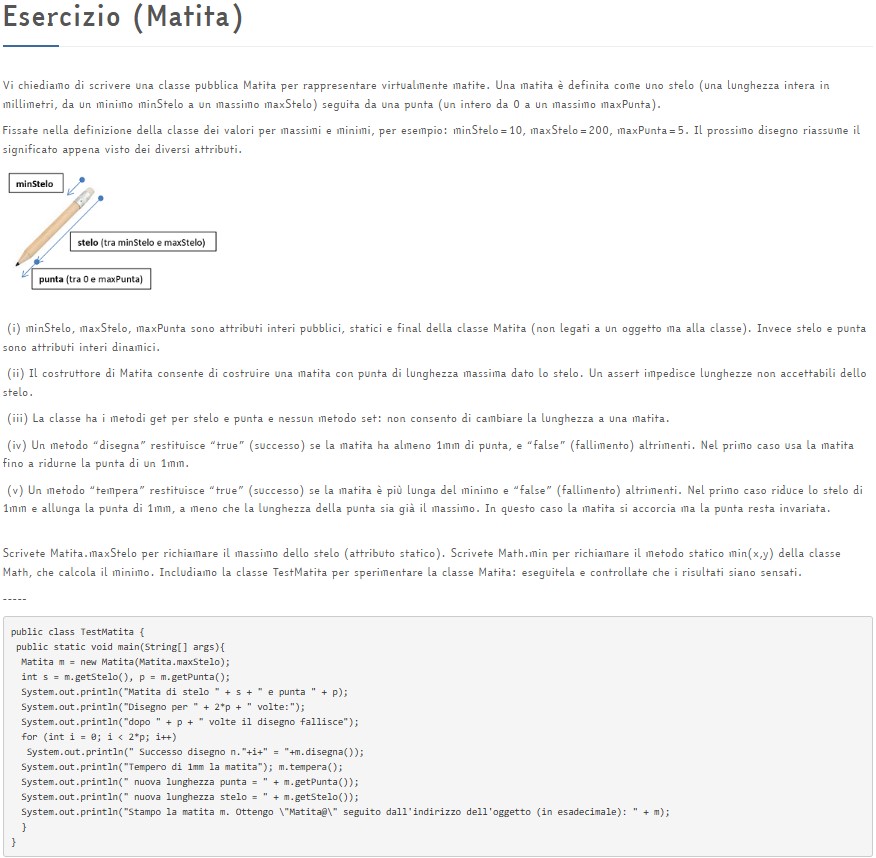 Esercizio (Matita)
Vi chiediamo di scrivere una classe pubblica Matita per rappresentare virtualmente matite. Una matita è definita come uno stelo (una lunghezza intera in
millimetri, da un minimo minStelo a un massimo maxStelo) seguita da una punta (un intero da 0 a un massimo maxPunta).
Fissate nella definizione della classe dei valori per massimi e minimi, per esempio: minStelo=10, maxStelo=200, maxPunta=5. Il prossimo disegno riassume il
significato appena visto dei diversi attributi.
minStelo
stelo (tra minStelo e maxStelo)
punta (tra 0 e maxPunta)
(i) minStelo, maxStelo, maxPunta sono attributi interi pubblici, statici e final della classe Matita (non legati a un oggetto ma alla classe). Invece stelo e punta
sono attributi interi dinamici.
(ii) Il costruttore di Matita consente di costruire una matita con punta di lunghezza massima dato lo stelo. Un assert impedisce lunghezze non accettabili dello
stelo.
(iii) La classe ha i metodi get per stelo e punta e nessun metodo set: non consento di cambiare la lunghezza a una matita.
(iv) Un metodo “disegna” restituisce “true” (successo) se la matita ha almeno 1mm di punta, e “false” (fallimento) altrimenti. Nel primo caso usa la matita
fino a ridurne la punta di un 1mm.
(v) Un metodo “tempera” restituisce “true” (successo) se la matita è più lunga del minimo e “false” (fallimento) altrimenti. Nel primo caso riduce lo stelo di
1mm e allunga la punta di 1mm, a meno che la lunghezza della punta sia già il massimo. In questo caso la matita si accorcia ma la punta resta invariata.
Scrivete Matita.maxStelo per richiamare il massimo dello stelo (attributo statico). Scrivete Math.min per richiamare il metodo statico min(x,y) della classe
Math, che calcola il minimo. Includiamo la classe TestMatita per sperimentare la classe Matita: eseguitela e controllate che i risultati siano sensati.
-----
public class TestMatita {
public static void main(String[] args){
Matita m = new Matita(Matita.maxStelo);
int s = m.getStelo(), p = m.getPunta();
System.out.println("Matita di stelo " + s + " e punta " + p);
System.out.println("Disegno per " + 2*p + " volte:");
System.out.println("dopo " + p + " volte il disegno fallisce");
for (int i = 0; i < 2*p; i++)
System.out.println(" Successo disegno n."+i+" = "+m.disegna());
System.out.println("Tempero di 1mm la matita"); m.tempera();
System.out.println(" nuova lunghezza punta = " + m.getPunta());
System.out.println(" nuova lunghezza stelo = " + m.getStelo());
System.out.println("Stampo la matita m. Ottengo \"Matita@\" seguito dall'indirizzo dell'oggetto (in esadecimale): " + m);
}
}